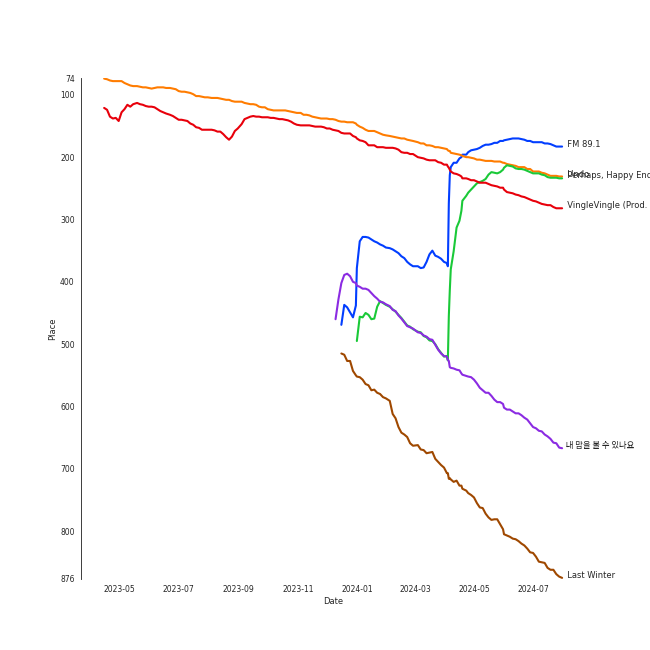 74
100
200
300
400
500
600
700
800
876
Place
FM 89.1
Perhaps, Happy End
VingleVingle (Prod.
내 맘을 볼 수 있나요
Last Winter
2023-05
2023-07
2023-09
2023-11
2024-01
2024-03
2024-05
2024-07
Date